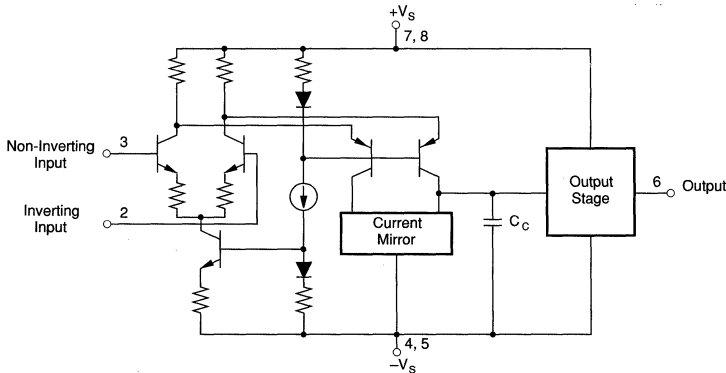 +V_S
7, 8
Non-Inverting
Input
3
Inverting
Input
2
Current
Mirror
C_C
Output
Stage
6
Output
4, 5
−V_S